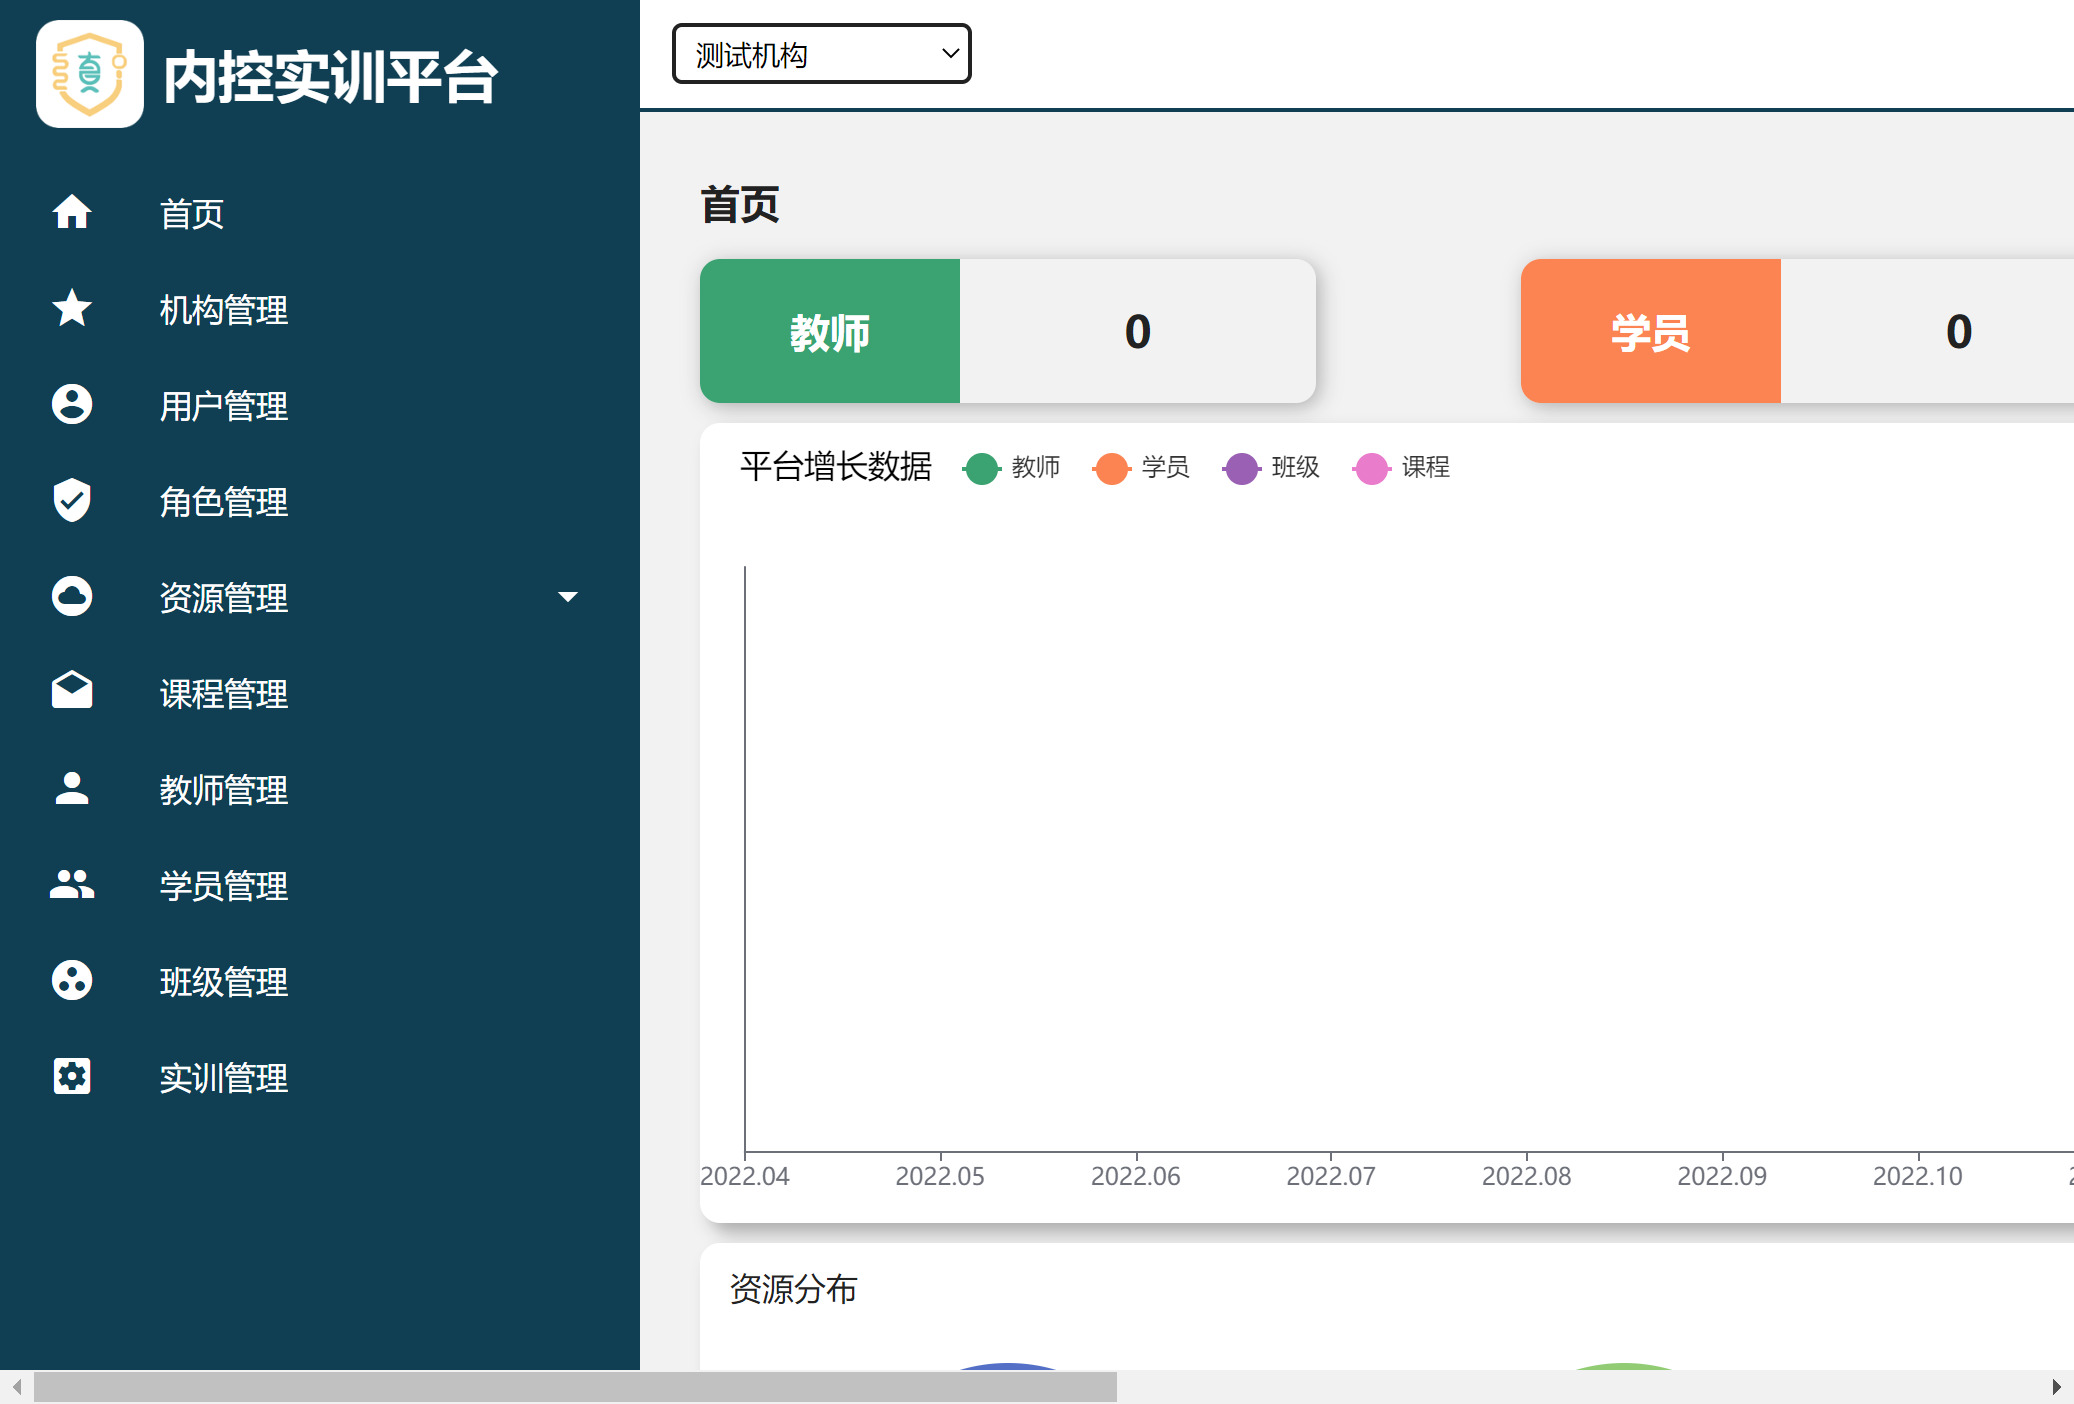 内控实训平台
测试机构
首页
机构管理
用户管理
角色管理
资源管理
课程管理
教师管理
学员管理
班级管理
实训管理
首页
教师 0
学员 0
平台增长数据 教师 学员 班级 课程
2022.04 2022.05 2022.06 2022.07 2022.08 2022.09 2022.10
资源分布